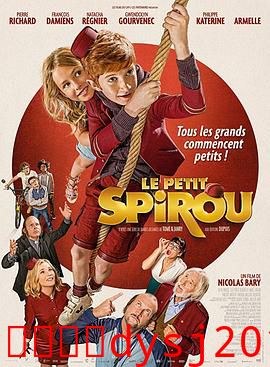 PIERRE RICHARD
FRANÇOIS DAMIENS
NATACHA RÉGNIER
GWENDOLYN GOURVENEC
PHILIPPE KATERINE
ARMELLE
Tous les grands
commencent
petits !
LE PETIT
SPIROU
TOME & JANRY
DUPUIS
UN FILM DE
NICOLAS BARY
dysj20